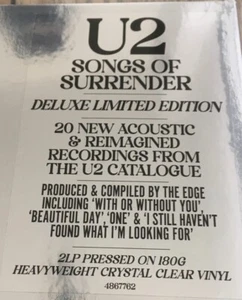 U2
SONGS OF
SURRENDER
DELUXE LIMITED EDITION
20 NEW ACOUSTIC
& REIMAGINED
RECORDINGS FROM
THE U2 CATALOGUE
PRODUCED & COMPILED BY THE EDGE
INCLUDING 'WITH OR WITHOUT YOU',
'BEAUTIFUL DAY', 'ONE' & 'I STILL HAVEN'T
FOUND WHAT I'M LOOKING FOR'
2LP PRESSED ON 180G
HEAVYWEIGHT CRYSTAL CLEAR VINYL
4867762